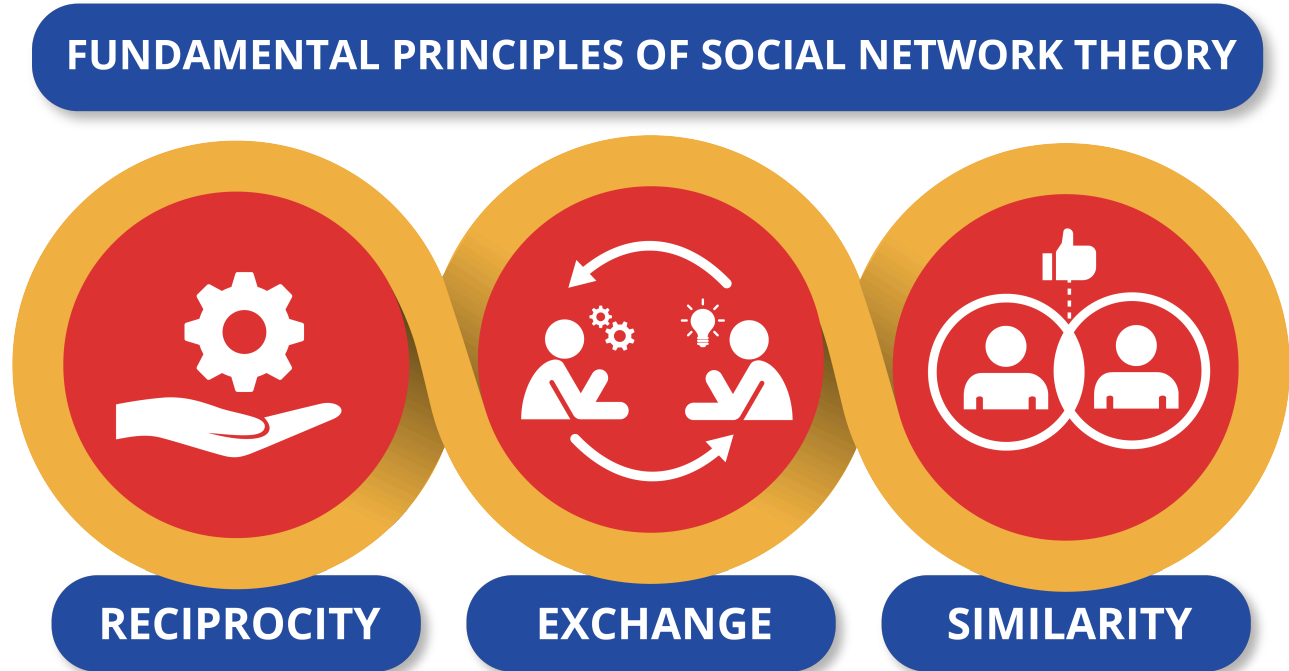 FUNDAMENTAL PRINCIPLES OF SOCIAL NETWORK THEORY
RECIPROCITY
EXCHANGE
SIMILARITY